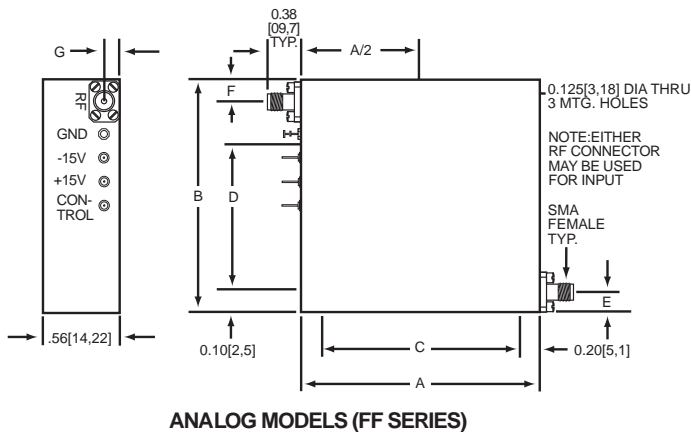 0.38
[09,7]
TYP.
A/2
G
F
RF
0.125[3,18] DIA THRU
3 MTG. HOLES
GND
-15V
+15V
CON-
TROL
B
D
NOTE:EITHER
RF CONNECTOR
MAY BE USED
FOR INPUT
SMA
FEMALE
TYP.
E
.56[14,22]
0.10[2,5]
C
0.20[5,1]
A
ANALOG MODELS (FF SERIES)